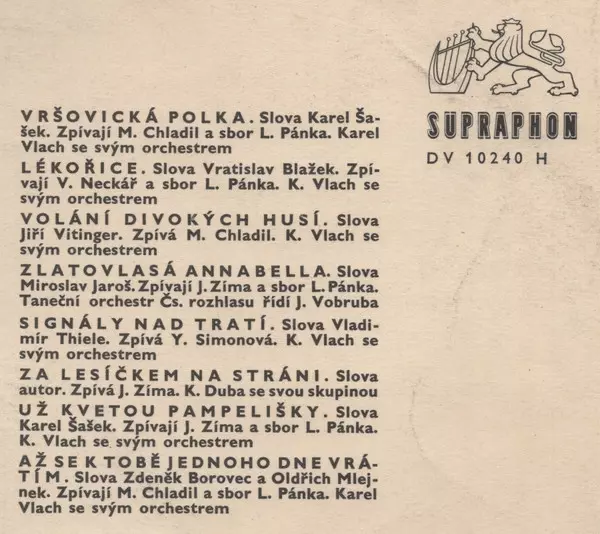 SUPRAPHON
DV 10240 H
VRŠOVICKÁ POLKA. Slova Karel Ša-
šek. Zpívají M. Chladil a sbor L. Pánka. Karel
Vlach se svým orchestrem
LÉKOŘICE. Slova Vratislav Blažek. Zpí-
vají V. Neckář a sbor L. Pánka. K. Vlach se
svým orchestrem
VOLÁNÍ DIVOKÝCH HUSÍ. Slova
Jiří Vitinger. Zpívá M. Chladil. K. Vlach se
svým orchestrem
ZLATOVLASÁ ANNABELLA. Slova
Miroslav Jaroš. Zpívají J. Zíma a sbor L. Pánka.
Taneční orchestr Čs. rozhlasu řídí J. Vobruba
SIGNÁLY NAD TRATÍ. Slova Vladi-
mír Thiele. Zpívá Y. Simonová. K. Vlach se
svým orchestrem
ZA LESÍČKEM NA STRÁNI. Slova
autor. Zpívá J. Zíma. K. Duba se svou skupinou
UŽ KVETOU PAMPELIŠKY. Slova
Karel Šašek. Zpívají J. Zíma a sbor L. Pánka.
K. Vlach se svým orchestrem
AŽ SE K TOBĚ JEDNOHO DNE VRÁ-
TÍM. Slova Zdeněk Borovec a Oldřich Mlej-
nek. Zpívají M. Chladil a sbor L. Pánka. Karel
Vlach se svým orchestrem